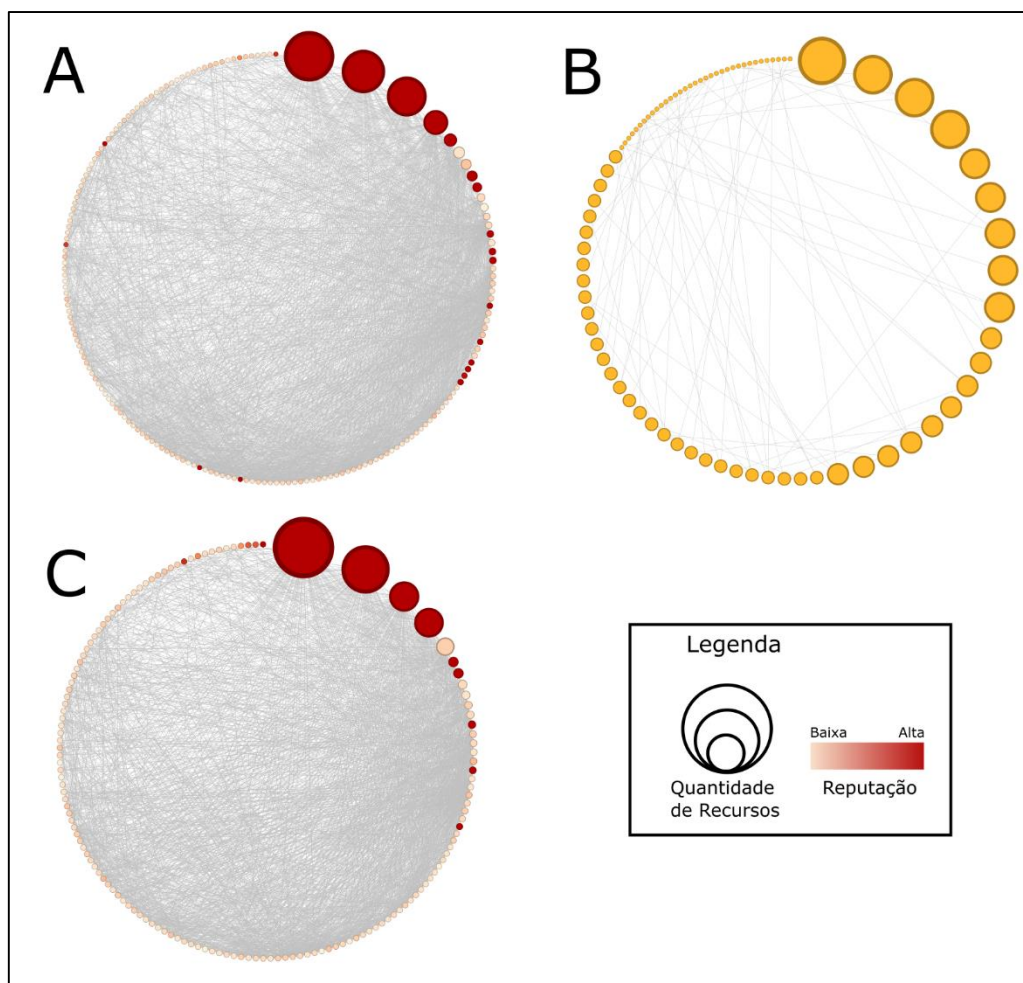 A
B
C
Legenda
Baixa Alta
Quantidade
de Recursos
Reputação